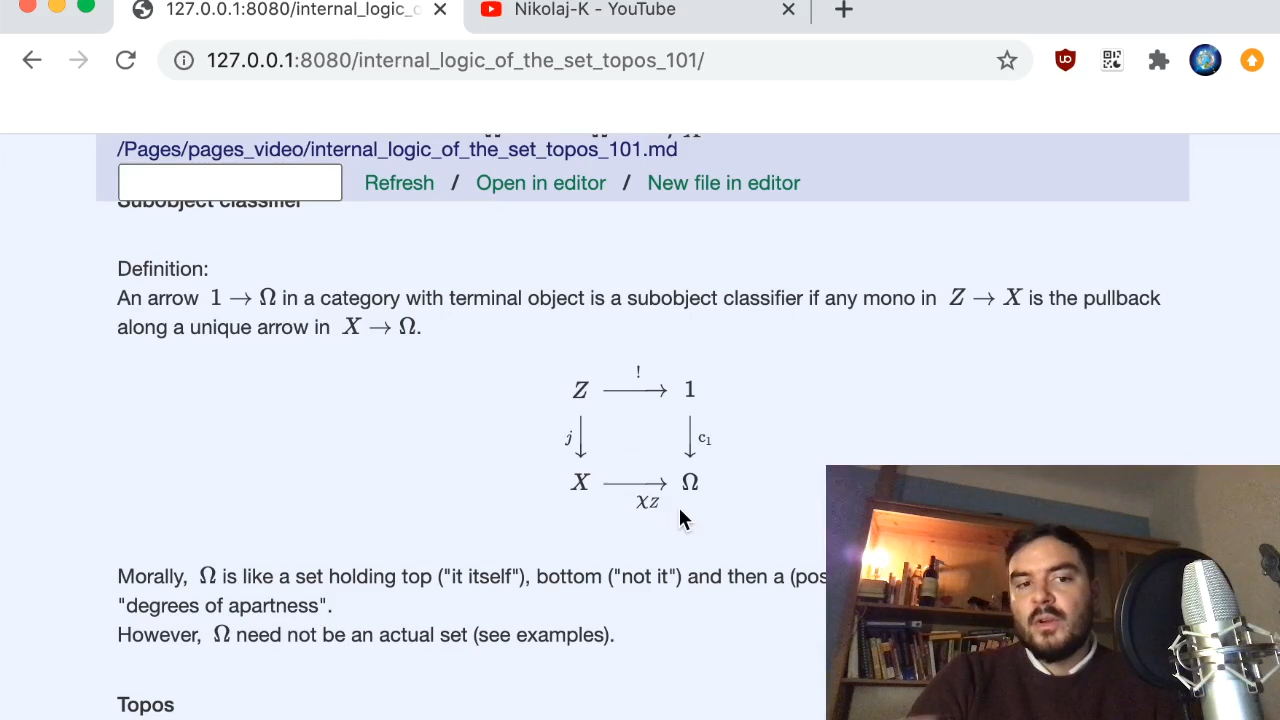 127.0.0.1:8080/internal_logic_c
Nikolaj-K - YouTube
127.0.0.1:8080/internal_logic_of_the_set_topos_101/
/Pages/pages_video/internal_logic_of_the_set_topos_101.md
Refresh / Open in editor / New file in editor
Subobject classifier
Definition:
An arrow 1 → Ω in a category with terminal object is a subobject classifier if any mono in Z → X is the pullback
along a unique arrow in X → Ω.
!
Z → 1
j ↓ ↓ c₁
X → Ω
χ_Z
Morally, Ω is like a set holding top ("it itself"), bottom ("not it") and then a (pos
"degrees of apartness".
However, Ω need not be an actual set (see examples).
Topos